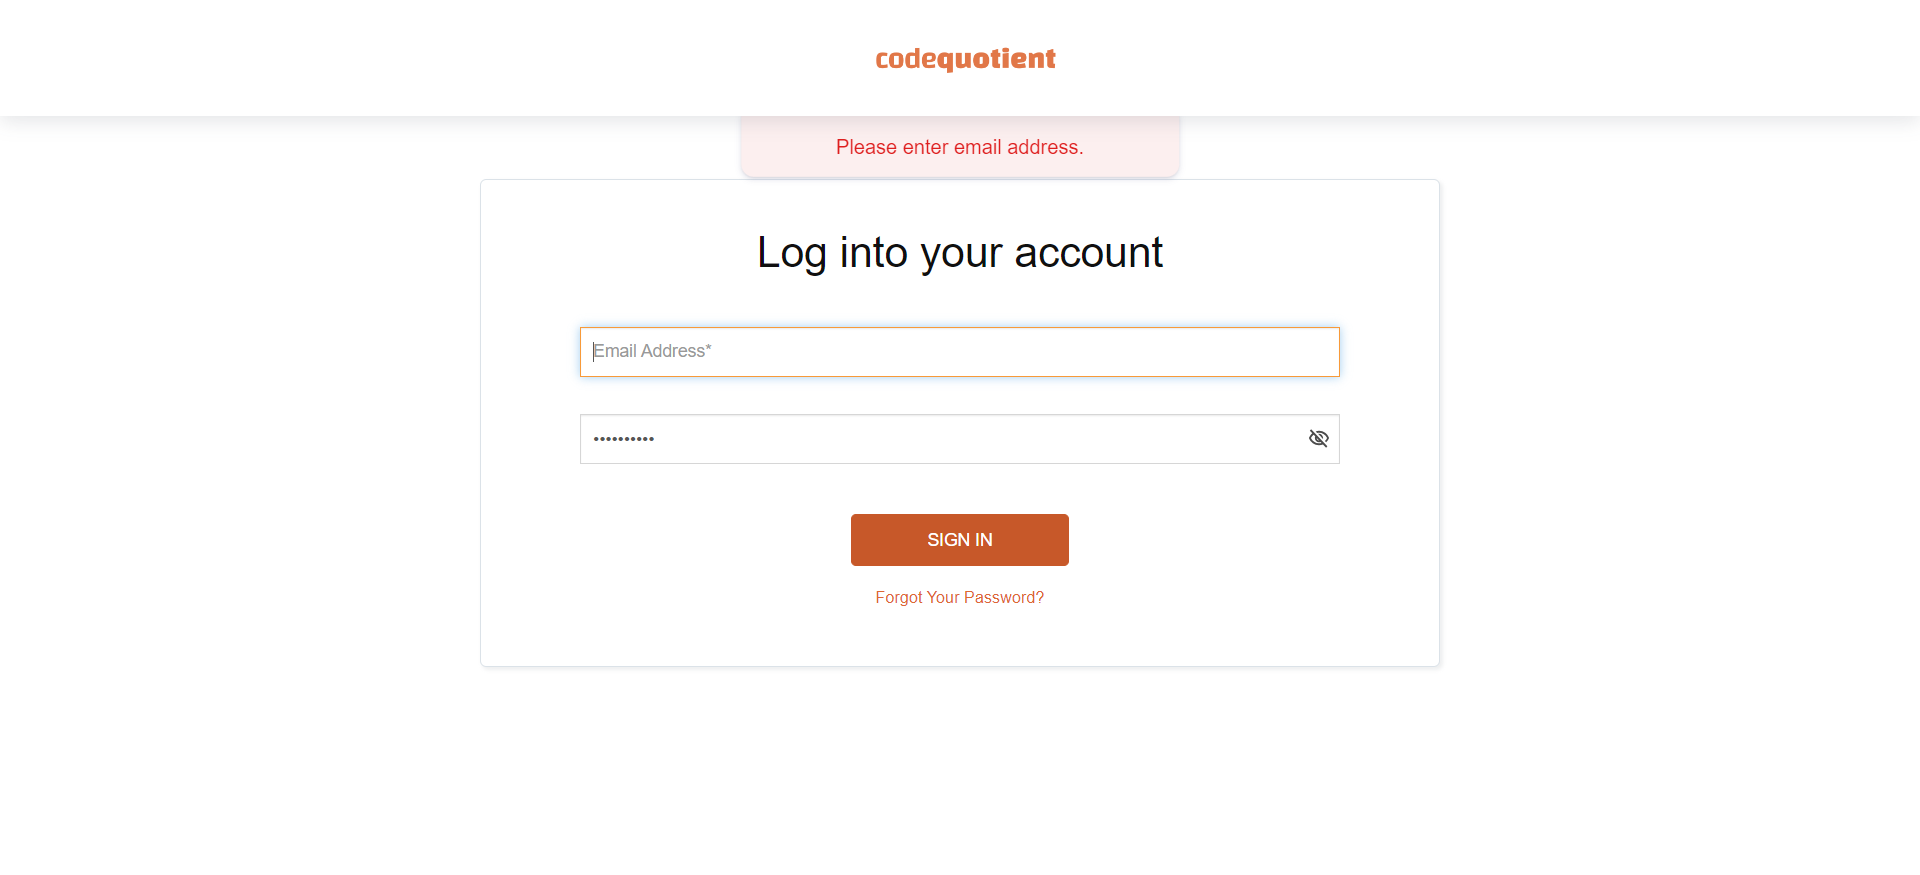 codequotient
Please enter email address.
Log into your account
Email Address*
••••••••••
SIGN IN
Forgot Your Password?